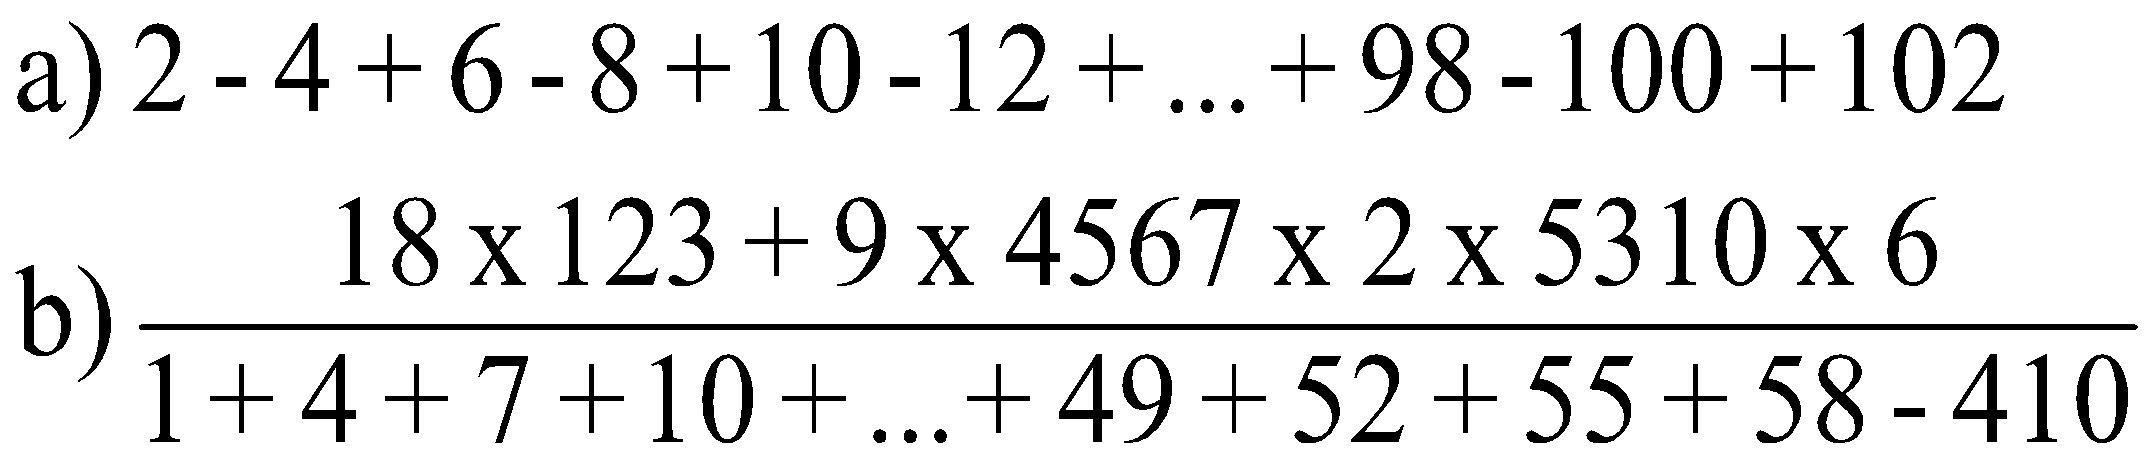 a) 2 - 4 + 6 - 8 + 10 - 12 + ... + 98 - 100 + 102
18 x 123 + 9 x 4567 x 2 x 5310 x 6
b)
1 + 4 + 7 + 10 + ... + 49 + 52 + 55 + 58 - 410